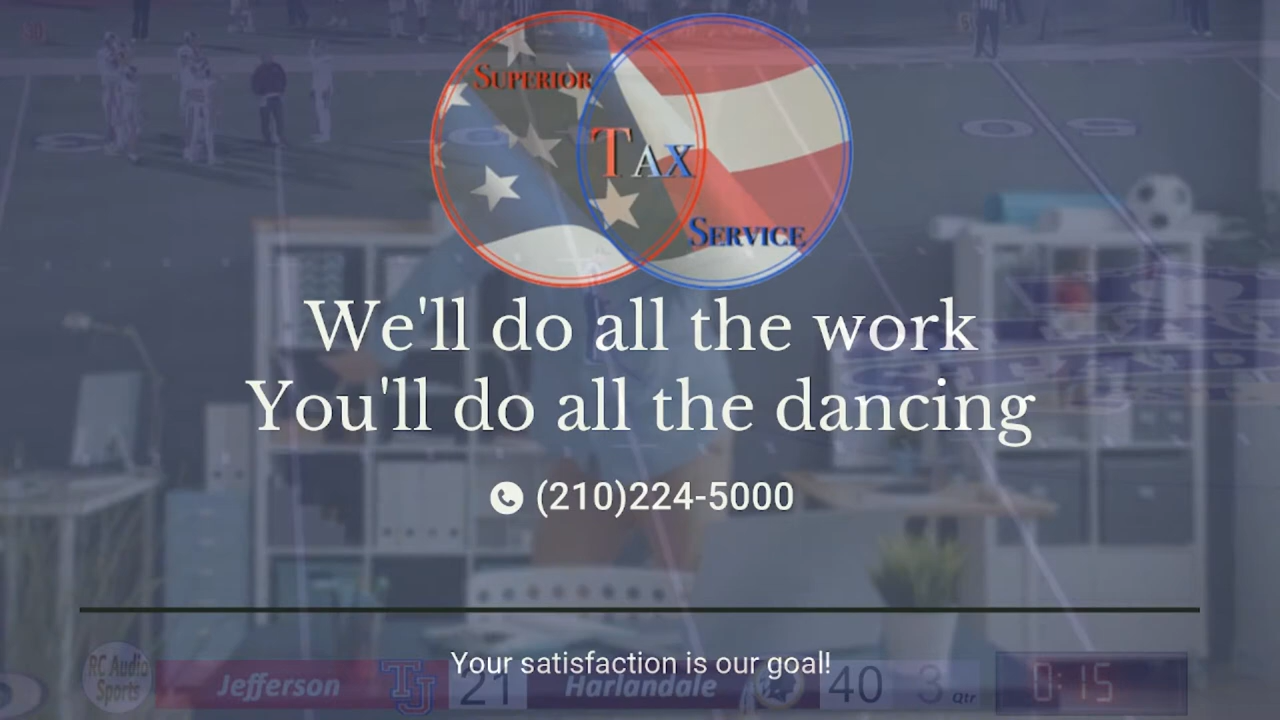 Superior
Tax
Service
We'll do all the work
You'll do all the dancing
(210)224-5000
Your satisfaction is our goal!
RC Audio
Sports
Jefferson TJ 21 Harlandale 40 3 Qtr 0:15